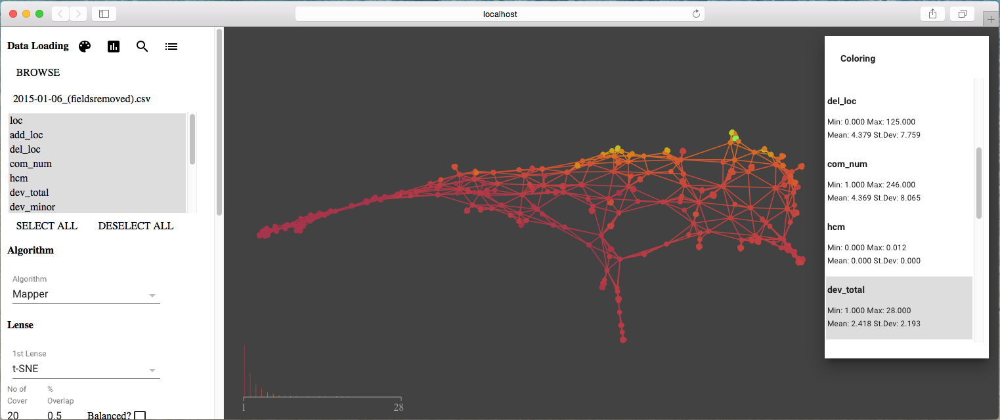 localhost
Data Loading
BROWSE
2015-01-06_(fieldsremoved).csv
loc
add_loc
del_loc
com_num
hcm
dev_total
dev_minor
SELECT ALL DESELECT ALL
Algorithm
Algorithm
Mapper
Lense
1st Lense
t-SNE
No of %
Cover Overlap
20 0.5 Balanced?
1 28
Coloring
del_loc
Min: 0.000 Max: 125.000
Mean: 4.379 St.Dev: 7.759
com_num
Min: 1.000 Max: 246.000
Mean: 4.369 St.Dev: 8.065
hcm
Min: 0.000 Max: 0.012
Mean: 0.000 St.Dev: 0.000
dev_total
Min: 1.000 Max: 28.000
Mean: 2.418 St.Dev: 2.193